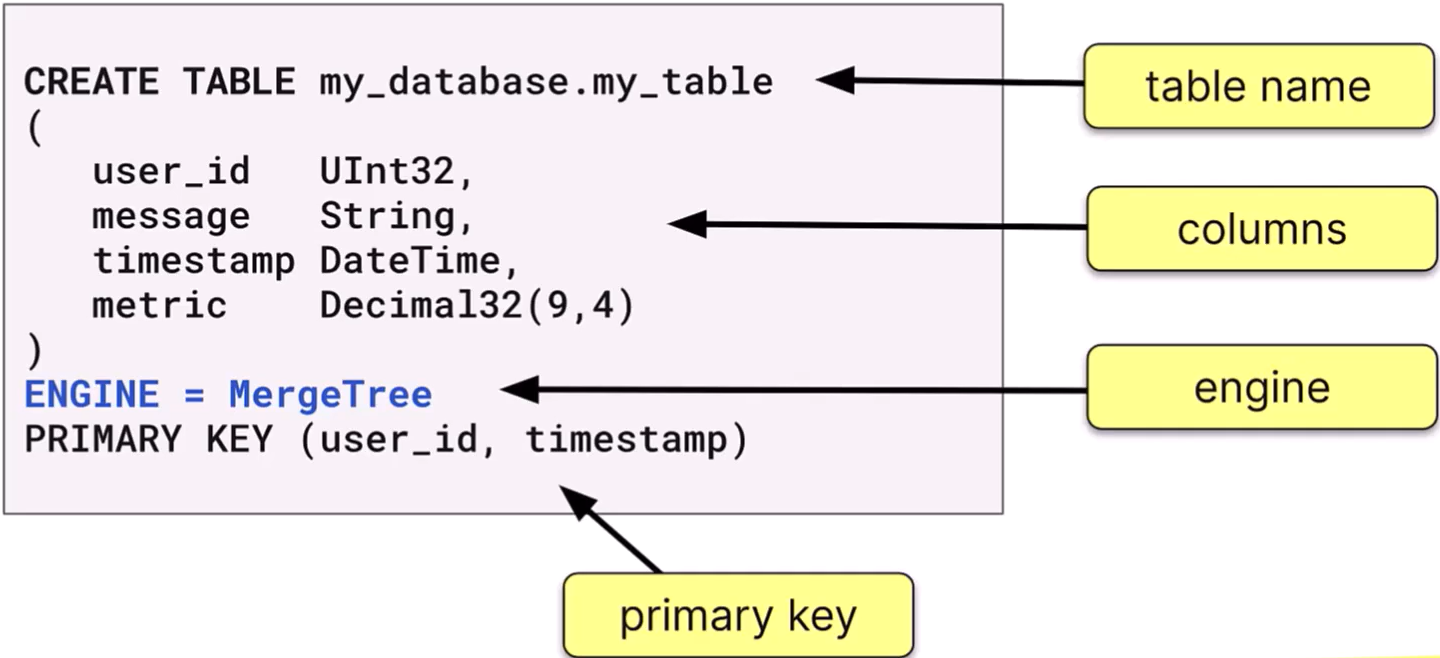 CREATE TABLE my_database.my_table
(
user_id UInt32,
message String,
timestamp DateTime,
metric Decimal32(9,4)
)
ENGINE = MergeTree
PRIMARY KEY (user_id, timestamp)
table name
columns
engine
primary key